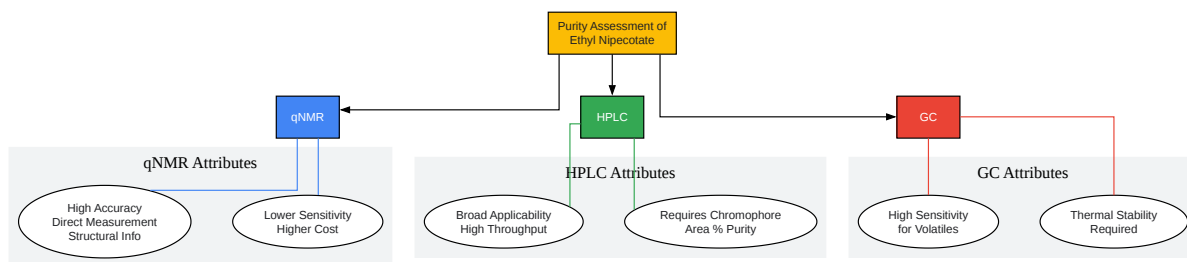 Purity Assessment of
Ethyl Nipecotate
qNMR
HPLC
GC
qNMR Attributes
HPLC Attributes
GC Attributes
High Accuracy
Direct Measurement
Structural Info
Lower Sensitivity
Higher Cost
Broad Applicability
High Throughput
Requires Chromophore
Area % Purity
High Sensitivity
for Volatiles
Thermal Stability
Required